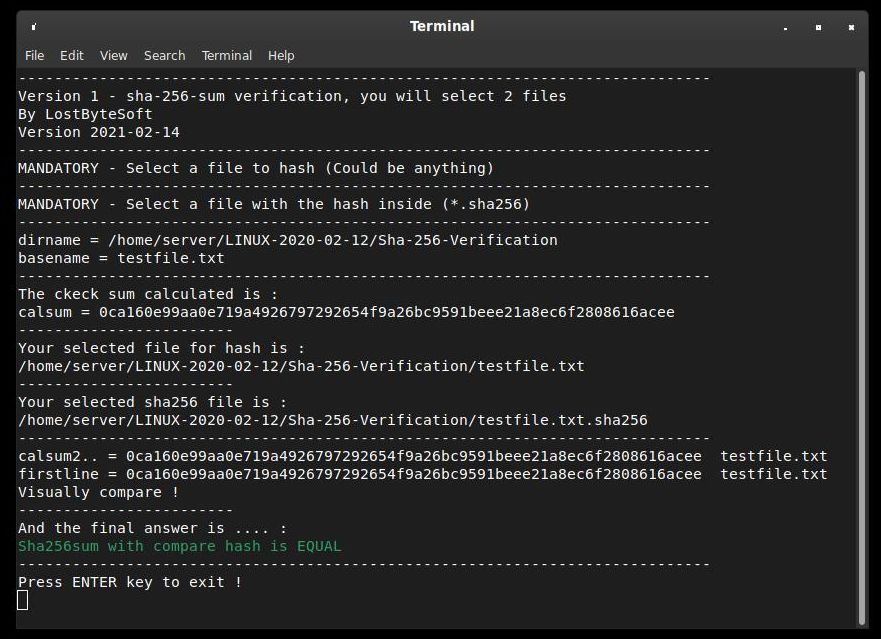 Terminal
File Edit View Search Terminal Help
-----------------------------------------------------------------------------
Version 1 - sha-256-sum verification, you will select 2 files
By LostByteSoft
Version 2021-02-14
-----------------------------------------------------------------------------
MANDATORY - Select a file to hash (Could be anything)
-----------------------------------------------------------------------------
MANDATORY - Select a file with the hash inside (*.sha256)
-----------------------------------------------------------------------------
dirname = /home/server/LINUX-2020-02-12/Sha-256-Verification
basename = testfile.txt
-----------------------------------------------------------------------------
The ckeck sum calculated is :
calsum = 0ca160e99aa0e719a4926797292654f9a26bc9591beee21a8ec6f2808616acee
------------------------
Your selected file for hash is :
/home/server/LINUX-2020-02-12/Sha-256-Verification/testfile.txt
------------------------
Your selected sha256 file is :
/home/server/LINUX-2020-02-12/Sha-256-Verification/testfile.txt.sha256
-----------------------------------------------------------------------------
calsum2.. = 0ca160e99aa0e719a4926797292654f9a26bc9591beee21a8ec6f2808616acee  testfile.txt
firstline = 0ca160e99aa0e719a4926797292654f9a26bc9591beee21a8ec6f2808616acee  testfile.txt
Visually compare !
------------------------
And the final answer is .... :
Sha256sum with compare hash is EQUAL
-----------------------------------------------------------------------------
Press ENTER key to exit !